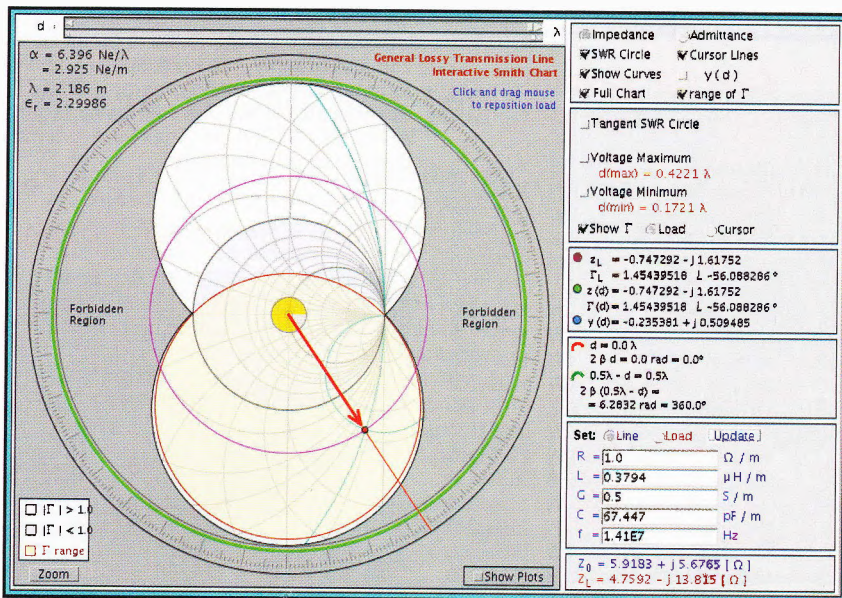 d :
λ
α = 6.396 Ne/λ
= 2.925 Ne/m
λ = 2.186 m
ϵr = 2.29986
General Lossy Transmission Line
Interactive Smith Chart
Click and drag mouse
to reposition load
Forbidden
Region
Forbidden
Region
|Γ| > 1.0
|Γ| < 1.0
Γ range
Zoom
Show Plots
Impedance Admittance
SWR Circle Cursor Lines
Show Curves y(d)
Full Chart range of Γ
Tangent SWR Circle
Voltage Maximum
d(max) = 0.4221 λ
Voltage Minimum
d(min) = 0.1721 λ
Show Γ Load Cursor
zL = -0.747292 - j 1.61752
ΓL = 1.45439518 L -56.088286°
z(d) = -0.747292 - j 1.61752
Γ(d) = 1.45439518 L -56.088286°
y(d) = -0.235381 + j 0.509485
d = 0.0 λ
2 β d = 0.0 rad = 0.0°
0.5λ - d = 0.5λ
2 β (0.5λ - d) =
= 6.2832 rad = 360.0°
Set: Line Load Update
R = 1.0 Ω / m
L = 0.3794 μH / m
G = 0.5 S / m
C = 67.447 pF / m
f = 1.41E7 Hz
Z0 = 5.9183 + j 5.6765 [ Ω ]
ZL = 4.7592 - j 13.815 [ Ω ]